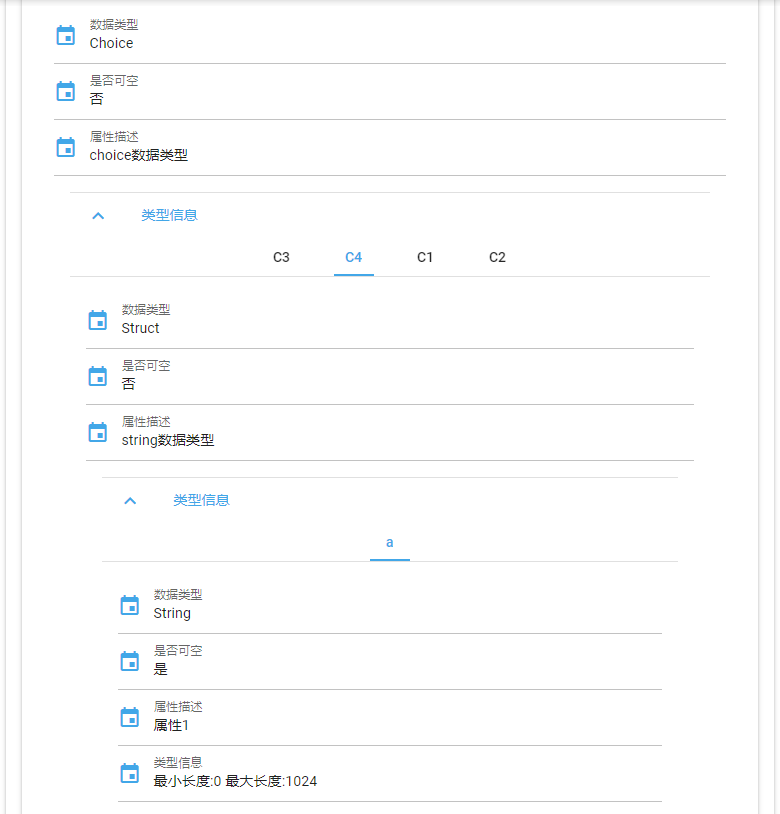 数据类型
Choice
是否可空
否
属性描述
choice数据类型
类型信息
C3 C4 C1 C2
数据类型
Struct
是否可空
否
属性描述
string数据类型
类型信息
a
数据类型
String
是否可空
是
属性描述
属性1
类型信息
最小长度:0 最大长度:1024